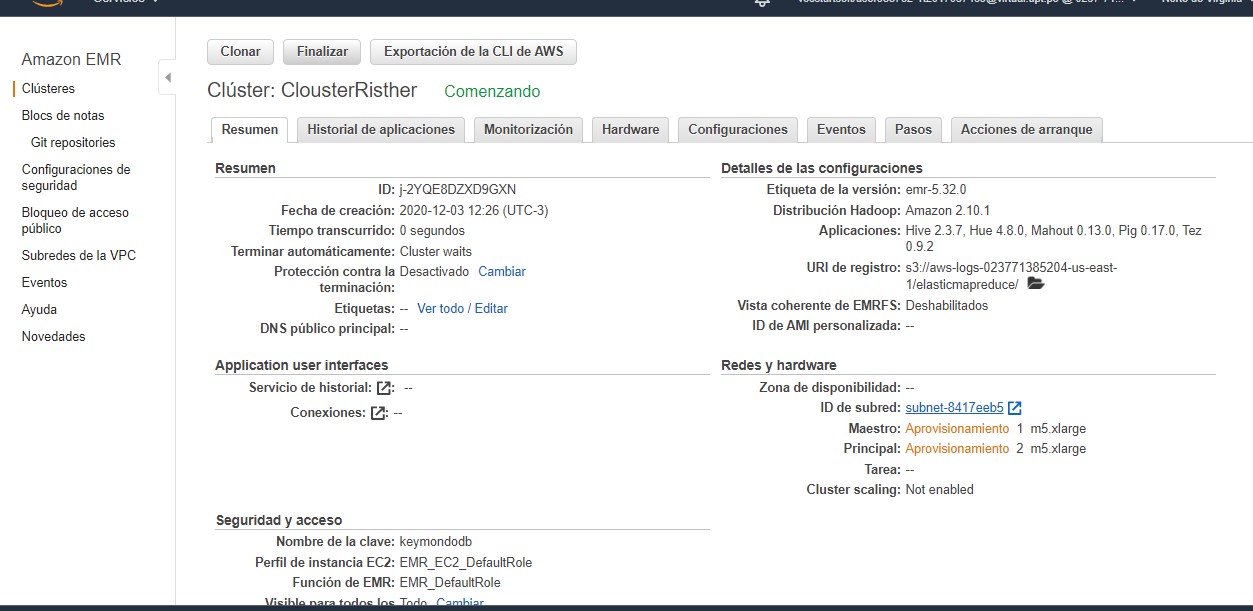 Servicios
Clonar
Finalizar
Exportación de la CLI de AWS
Amazon EMR
Clústeres
Blocs de notas
Git repositories
Configuraciones de
seguridad
Bloqueo de acceso
público
Subredes de la VPC
Eventos
Ayuda
Novedades
Clúster: ClousterRisther Comenzando
Resumen
Historial de aplicaciones
Monitorización
Hardware
Configuraciones
Eventos
Pasos
Acciones de arranque
Resumen
ID: j-2YQE8DZXD9GXN
Fecha de creación: 2020-12-03 12:26 (UTC-3)
Tiempo transcurrido: 0 segundos
Terminar automáticamente: Cluster waits
Protección contra la Desactivado Cambiar
terminación:
Etiquetas: -- Ver todo / Editar
DNS público principal: --
Detalles de las configuraciones
Etiqueta de la versión: emr-5.32.0
Distribución Hadoop: Amazon 2.10.1
Aplicaciones: Hive 2.3.7, Hue 4.8.0, Mahout 0.13.0, Pig 0.17.0, Tez
0.9.2
URI de registro: s3://aws-logs-023771385204-us-east-
1/elasticmapreduce/
Vista coherente de EMRFS: Deshabilitados
ID de AMI personalizada: --
Application user interfaces
Servicio de historial: : --
Conexiones: : --
Redes y hardware
Zona de disponibilidad: --
ID de subred: subnet-8417eeb5
Maestro: Aprovisionamiento 1 m5.xlarge
Principal: Aprovisionamiento 2 m5.xlarge
Tarea: --
Cluster scaling: Not enabled
Seguridad y acceso
Nombre de la clave: keymondodb
Perfil de instancia EC2: EMR_EC2_DefaultRole
Función de EMR: EMR_DefaultRole
Visible para todos los Todo Cambiar